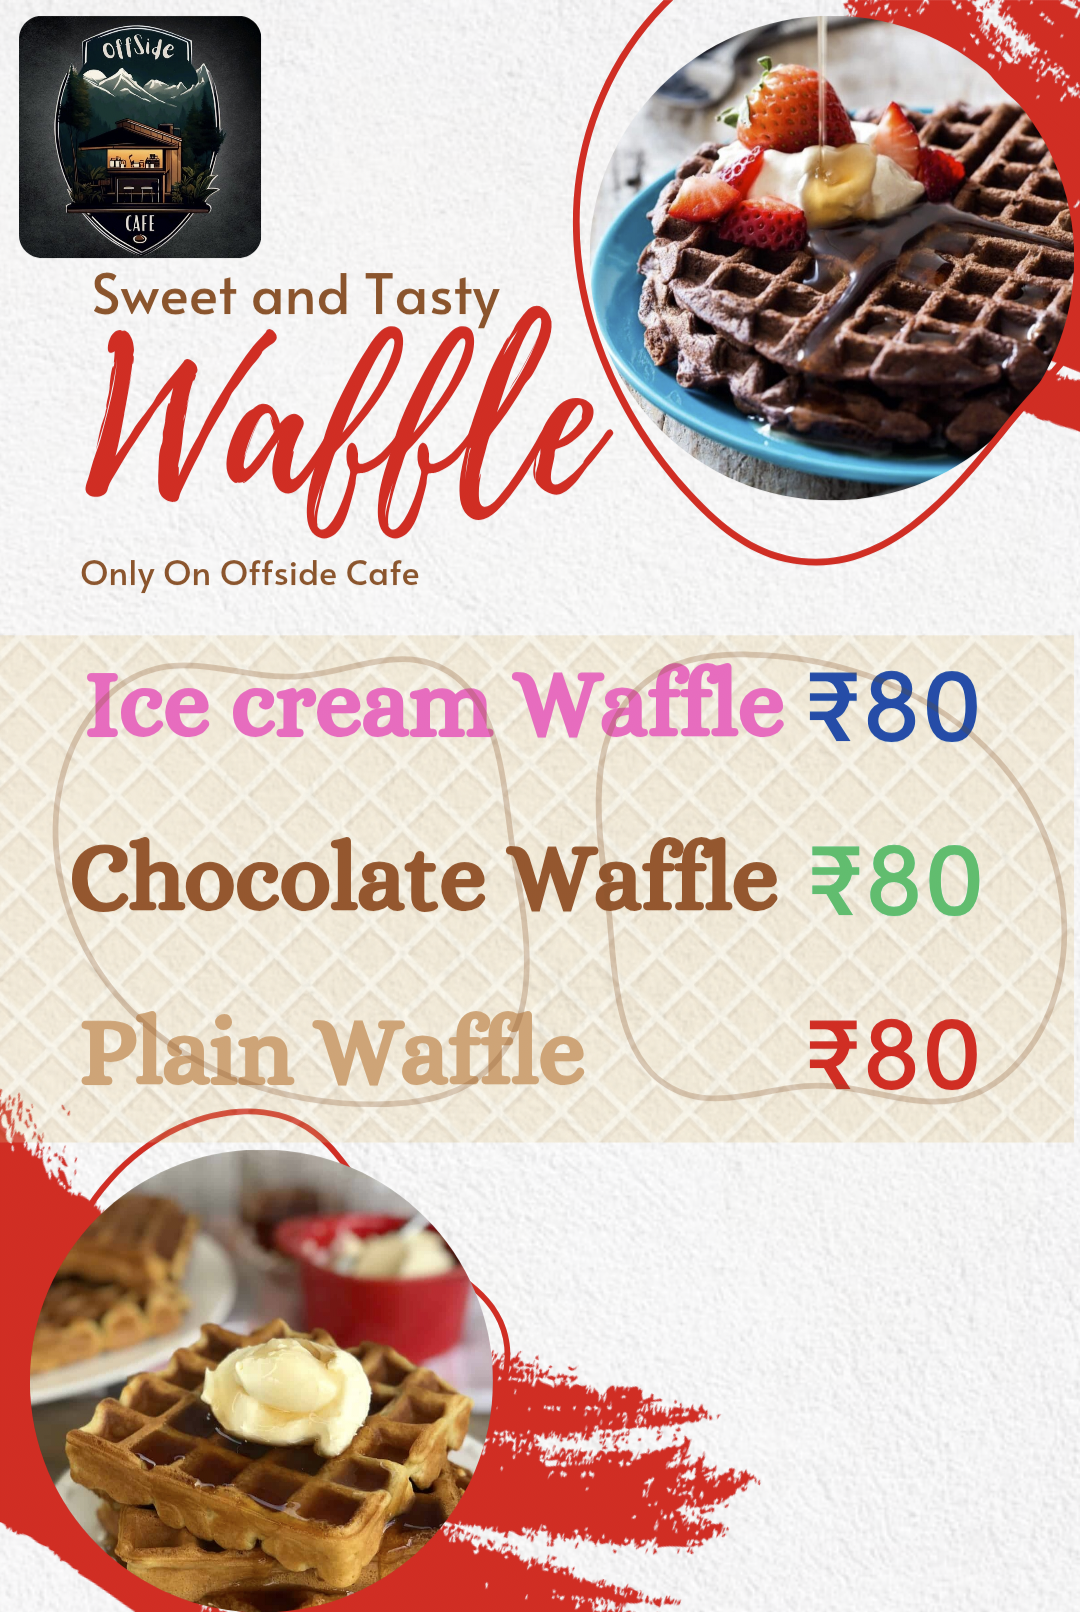 OffSide
CAFE
Sweet and Tasty
Waffle
Only On Offside Cafe
Ice cream Waffle ₹80
Chocolate Waffle ₹80
Plain Waffle ₹80